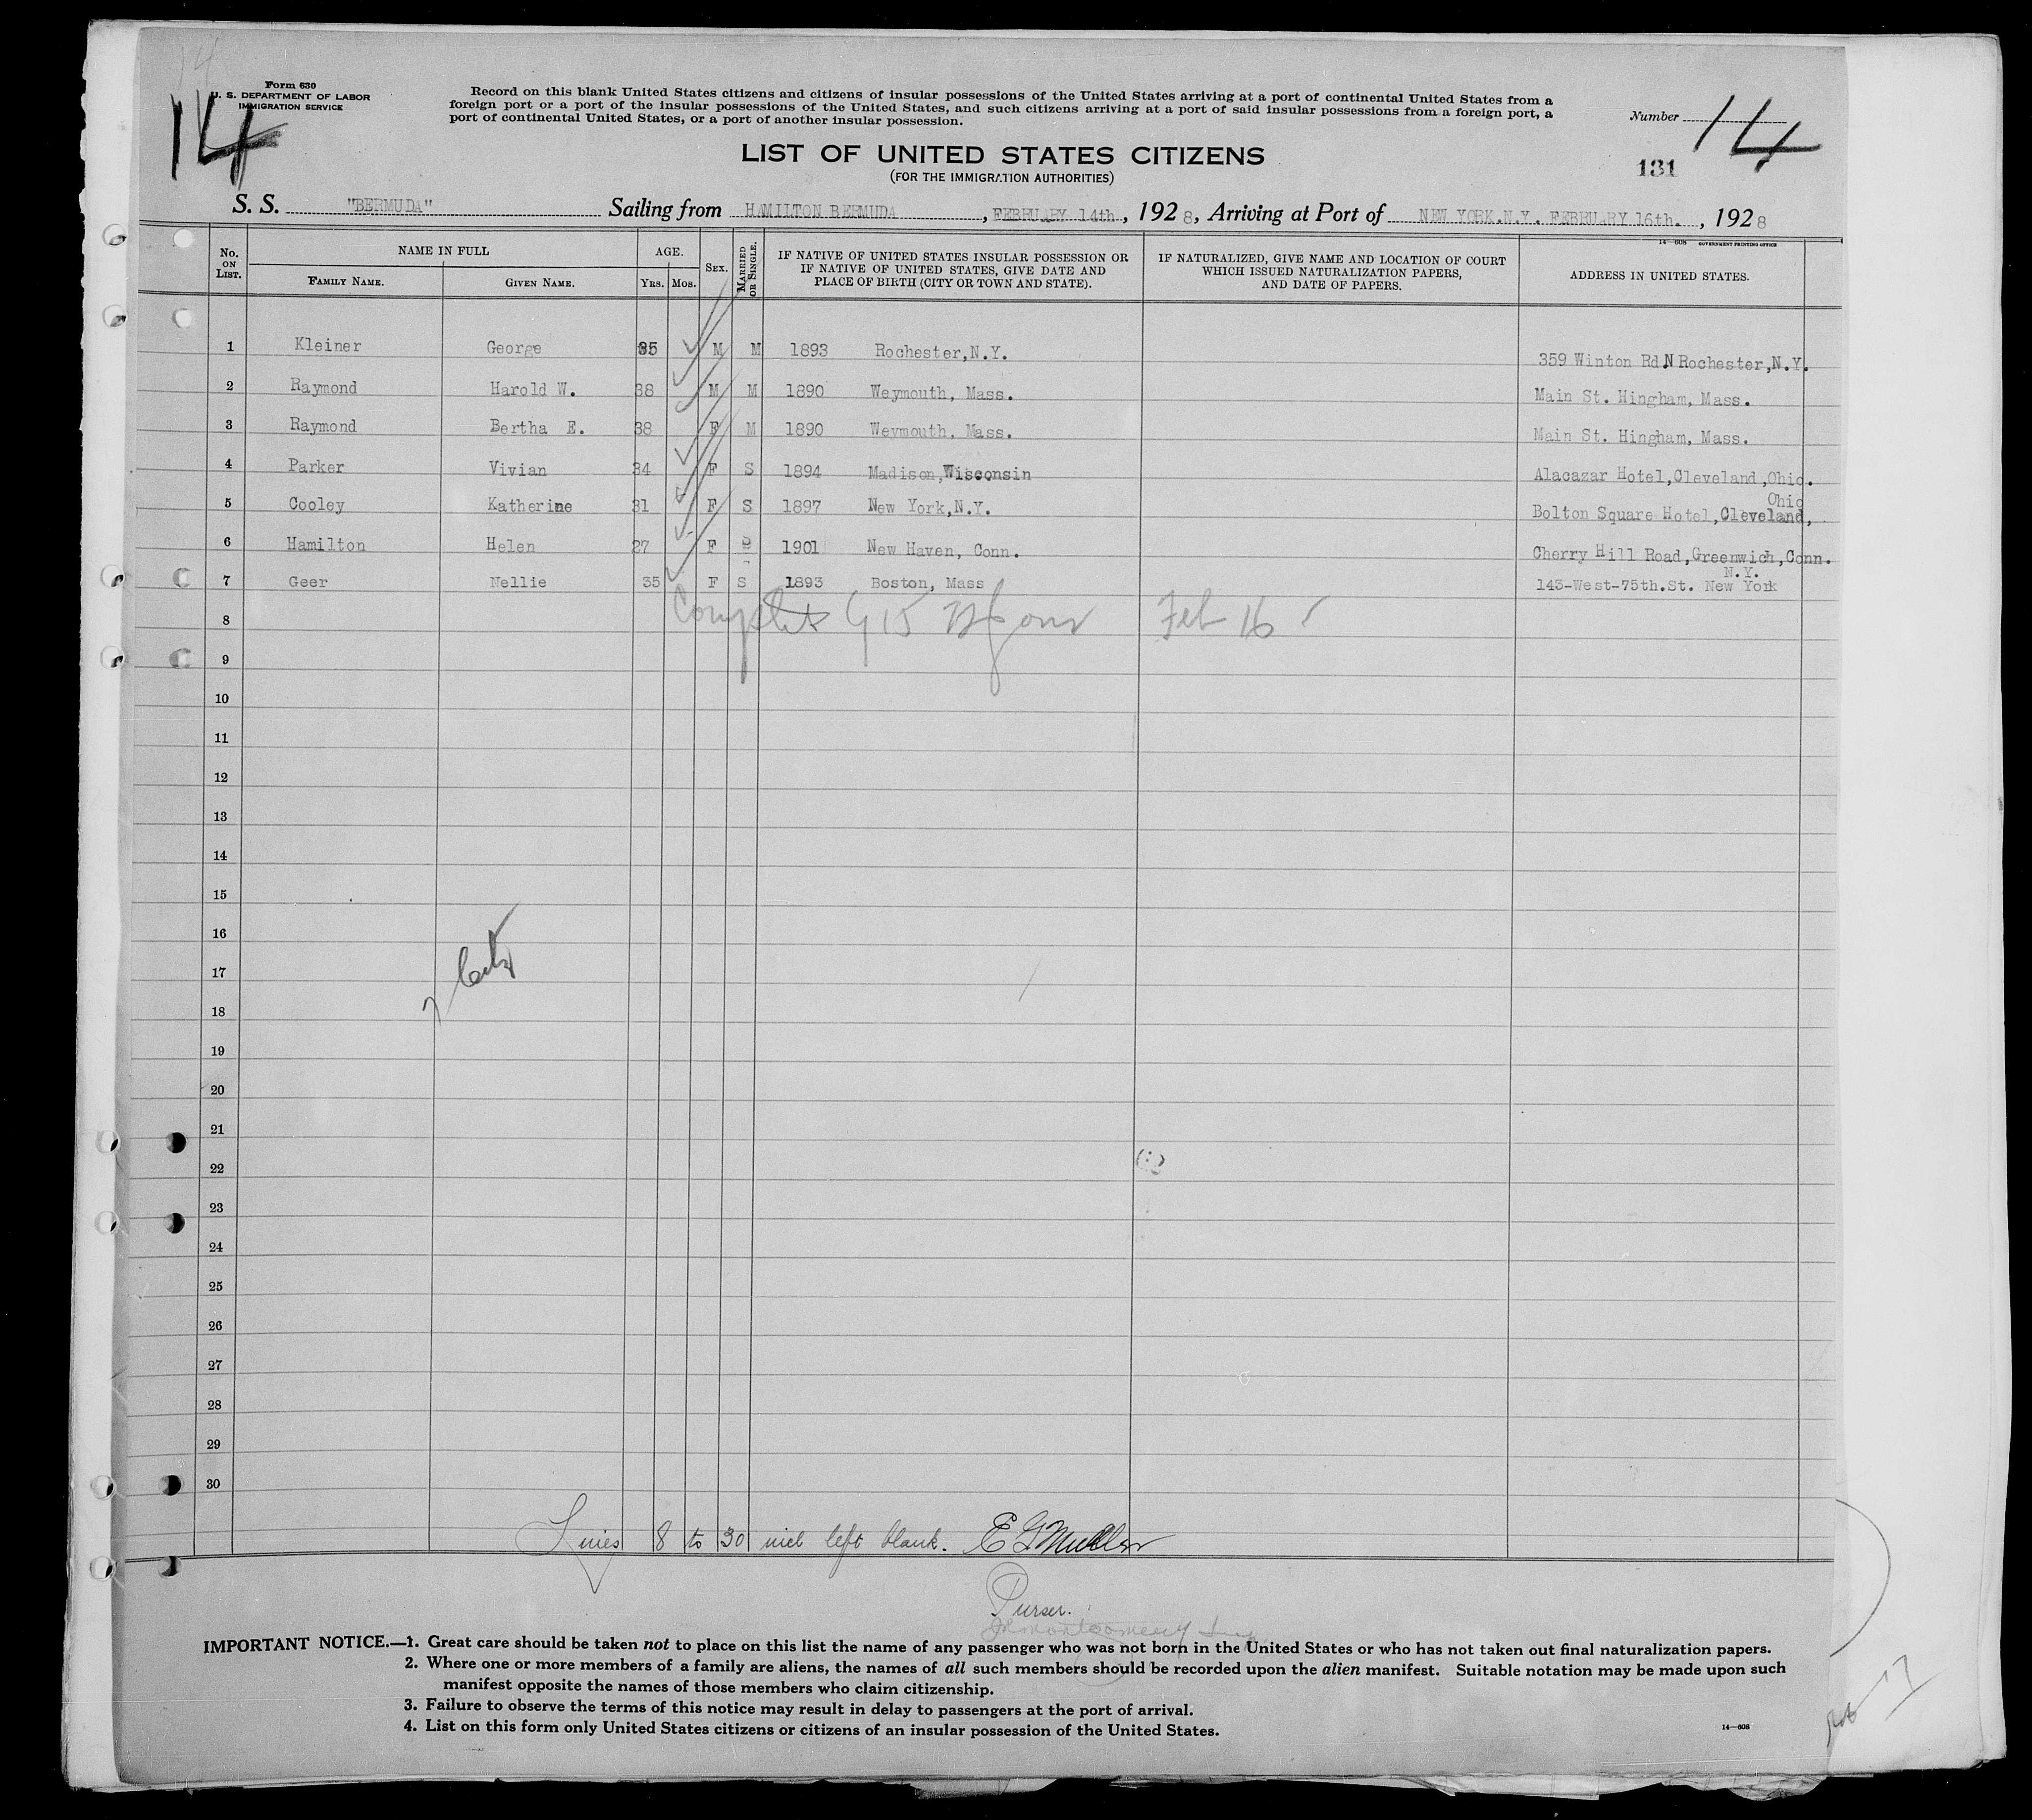 14
Form 630
U. S. DEPARTMENT OF LABOR
IMMIGRATION SERVICE
14
Record on this blank United States citizens and citizens of insular possessions of the United States arriving at a port of continental United States from a
foreign port or a port of the insular possessions of the United States, and such citizens arriving at a port of said insular possessions from a foreign port, a
port of continental United States, or a port of another insular possession.
Number 14
131
LIST OF UNITED STATES CITIZENS
(FOR THE IMMIGRATION AUTHORITIES)
S. S. "BERMUDA" Sailing from HAMILTON BERMUDA, FEBRUARY 14th, 1928, Arriving at Port of NEW YORK.N.Y. FEBRUARY 16th., 1928
14—608 GOVERNMENT PRINTING OFFICE
No. ON LIST. NAME IN FULL AGE. SEX. MARRIED OR SINGLE. IF NATIVE OF UNITED STATES INSULAR POSSESSION OR IF NATIVE OF UNITED STATES, GIVE DATE AND PLACE OF BIRTH (CITY OR TOWN AND STATE). IF NATURALIZED, GIVE NAME AND LOCATION OF COURT WHICH ISSUED NATURALIZATION PAPERS, AND DATE OF PAPERS. ADDRESS IN UNITED STATES.
FAMILY NAME. GIVEN NAME. YRS. MOS.
1 Kleiner George 35 M M 1893 Rochester,N.Y. 359 Winton Rd.N Rochester,N.Y.
2 Raymond Harold W. 38 M M 1890 Weymouth, Mass. Main St. Hingham, Mass.
3 Raymond Bertha E. 38 F M 1890 Weymouth, Mass. Main St. Hingham, Mass.
4 Parker Vivian 34 F S 1894 Madison,Wisconsin Alacazar Hotel,Cleveland,Ohio.
5 Cooley Katherine 31 F S 1897 New York,N.Y. Bolton Square Hotel,Cleveland, Ohio
6 Hamilton Helen 27 F 1901 New Haven, Conn. Cherry Hill Road,Greenwich,Conn.
7 Geer Nellie 35 F S 1893 Boston, Mass 143-West-75th.St. New York N.Y.
Feb 16
8
9
10
11
12
13
14
15
16
17
18
19
20
21
22
23
24
25
26
27
28
29
30
Lines 8 to 30 incl left blank. E G Muller
Purser.
IMPORTANT NOTICE.—1. Great care should be taken not to place on this list the name of any passenger who was not born in the United States or who has not taken out final naturalization papers.
2. Where one or more members of a family are aliens, the names of all such members should be recorded upon the alien manifest. Suitable notation may be made upon such
manifest opposite the names of those members who claim citizenship.
3. Failure to observe the terms of this notice may result in delay to passengers at the port of arrival.
4. List on this form only United States citizens or citizens of an insular possession of the United States.
14—608